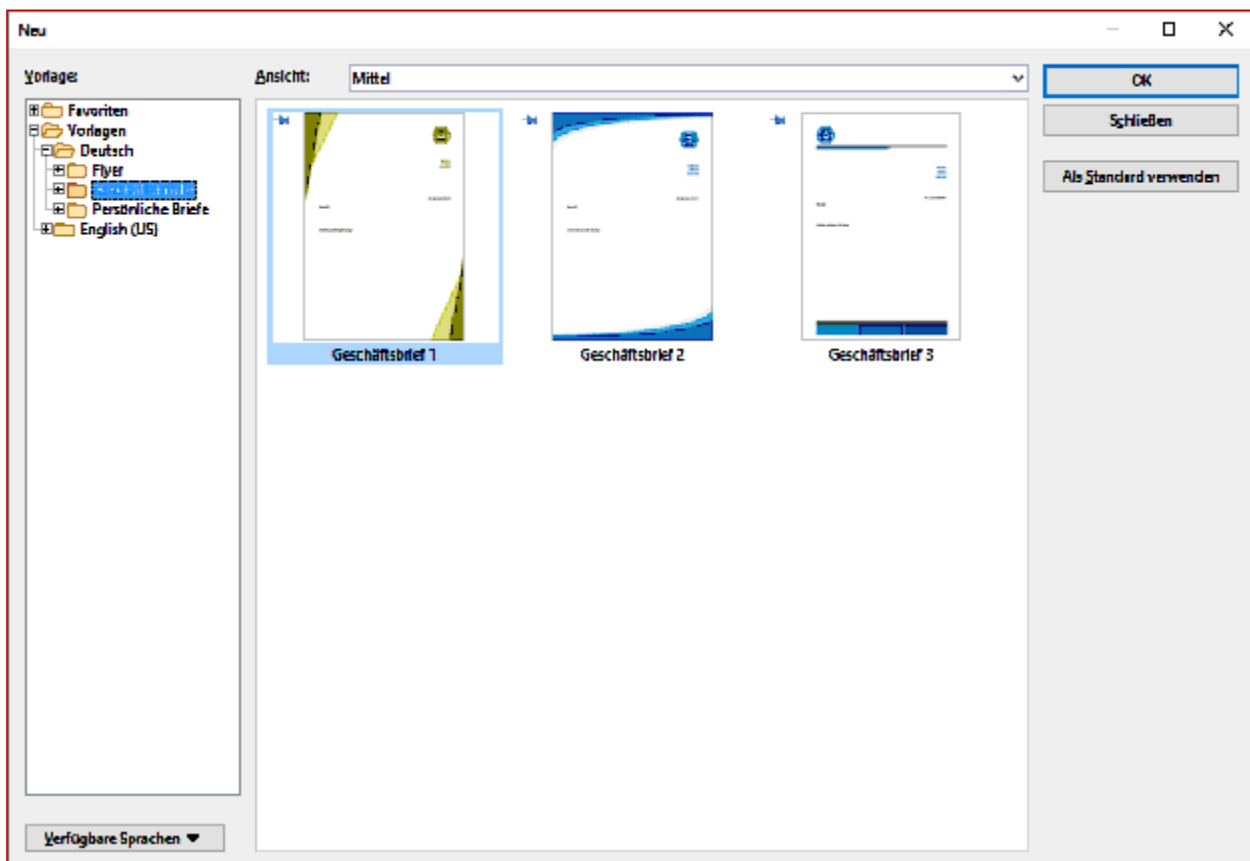 Neu
Vorlage:
Ansicht:
Mittel
OK
Schließen
Als Standard verwenden
Favoriten
Vorlagen
Deutsch
Flyer
Persönliche Briefe
English (US)
Geschäftsbrief 1
Geschäftsbrief 2
Geschäftsbrief 3
Verfügbare Sprachen